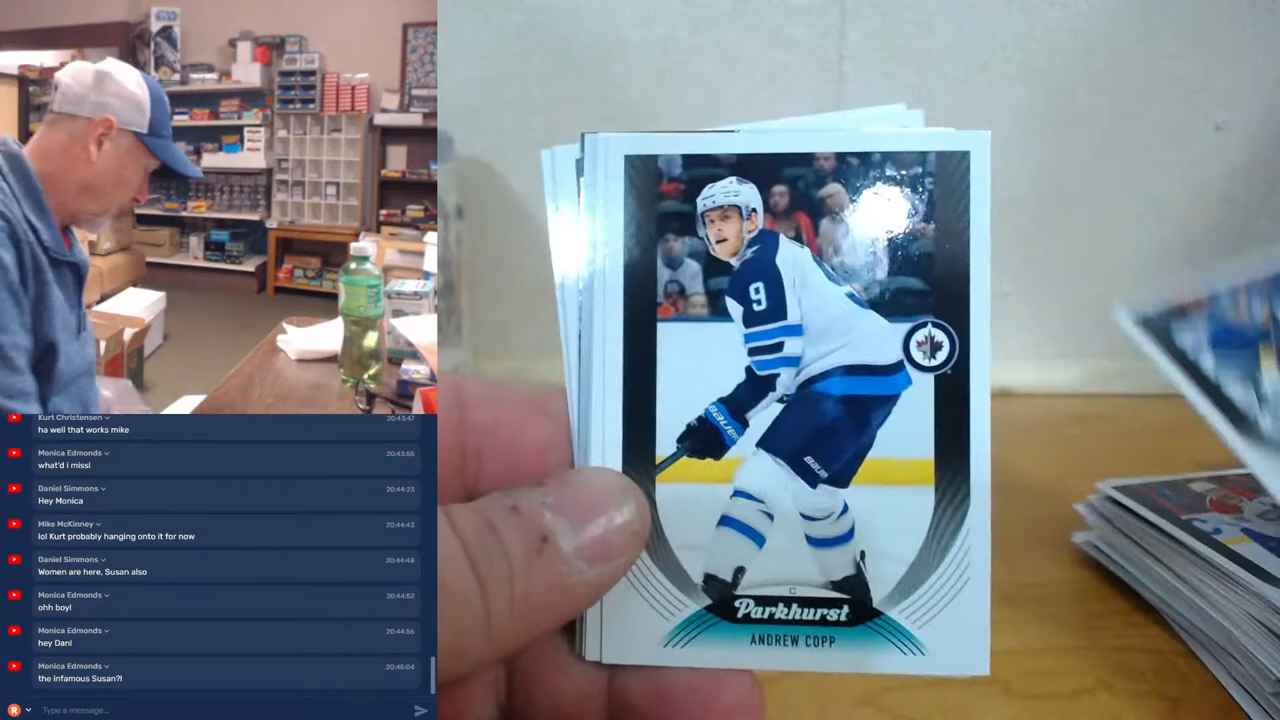 Kurt Christensen
20:43:47
ha well that works mike
Monica Edmonds
20:43:55
what'd i miss!
Daniel Simmons
20:44:23
Hey Monica
Mike McKinney
20:44:43
lol Kurt probably hanging onto it for now
Daniel Simmons
20:44:48
Women are here, Susan also
Monica Edmonds
20:44:52
ohh boy!
Monica Edmonds
20:44:56
hey Dan!
Monica Edmonds
20:45:04
the infamous Susan?!
R
Type a message...
9
BAUER
BAUER
C
Parkhurst
ANDREW COPP